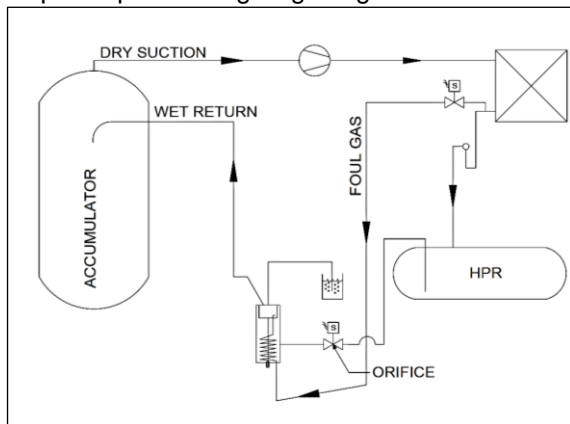 DRY SUCTION
WET RETURN
S
FOUL GAS
ACCUMULATOR
HPR
S
ORIFICE